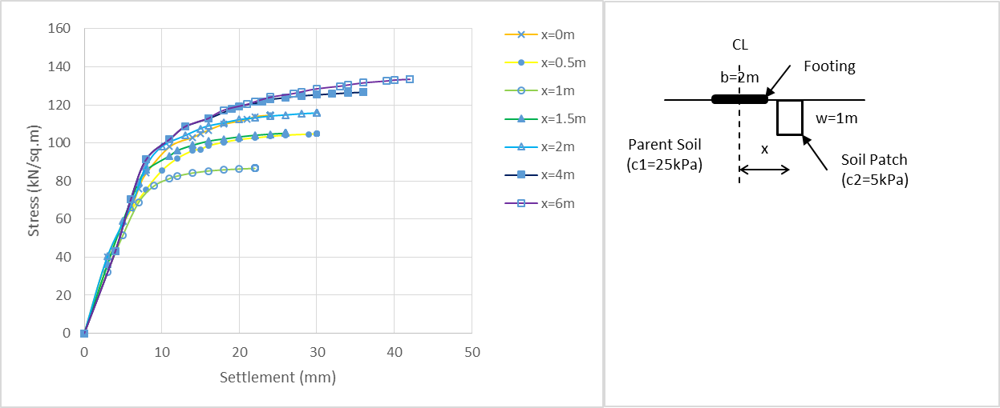 160
140
120
100
80
60
40
20
0
0 10 20 30 40 50
Stress (kN/sq.m)
Settlement (mm)
x=0m
x=0.5m
x=1m
x=1.5m
x=2m
x=4m
x=6m
CL
b=2m
Footing
w=1m
Parent Soil
(c1=25kPa)
x
Soil Patch
(c2=5kPa)